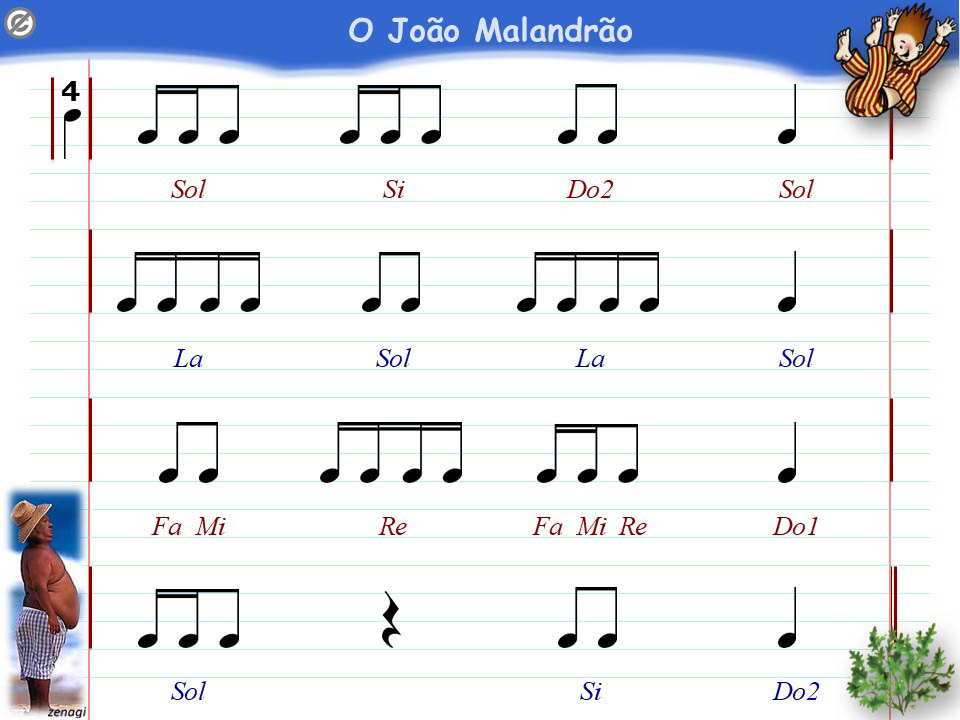 O João Malandrão
4
Sol Si Do2 Sol
La Sol La Sol
Fa Mi Re Fa Mi Re Do1
Sol Si Do2
zenagi